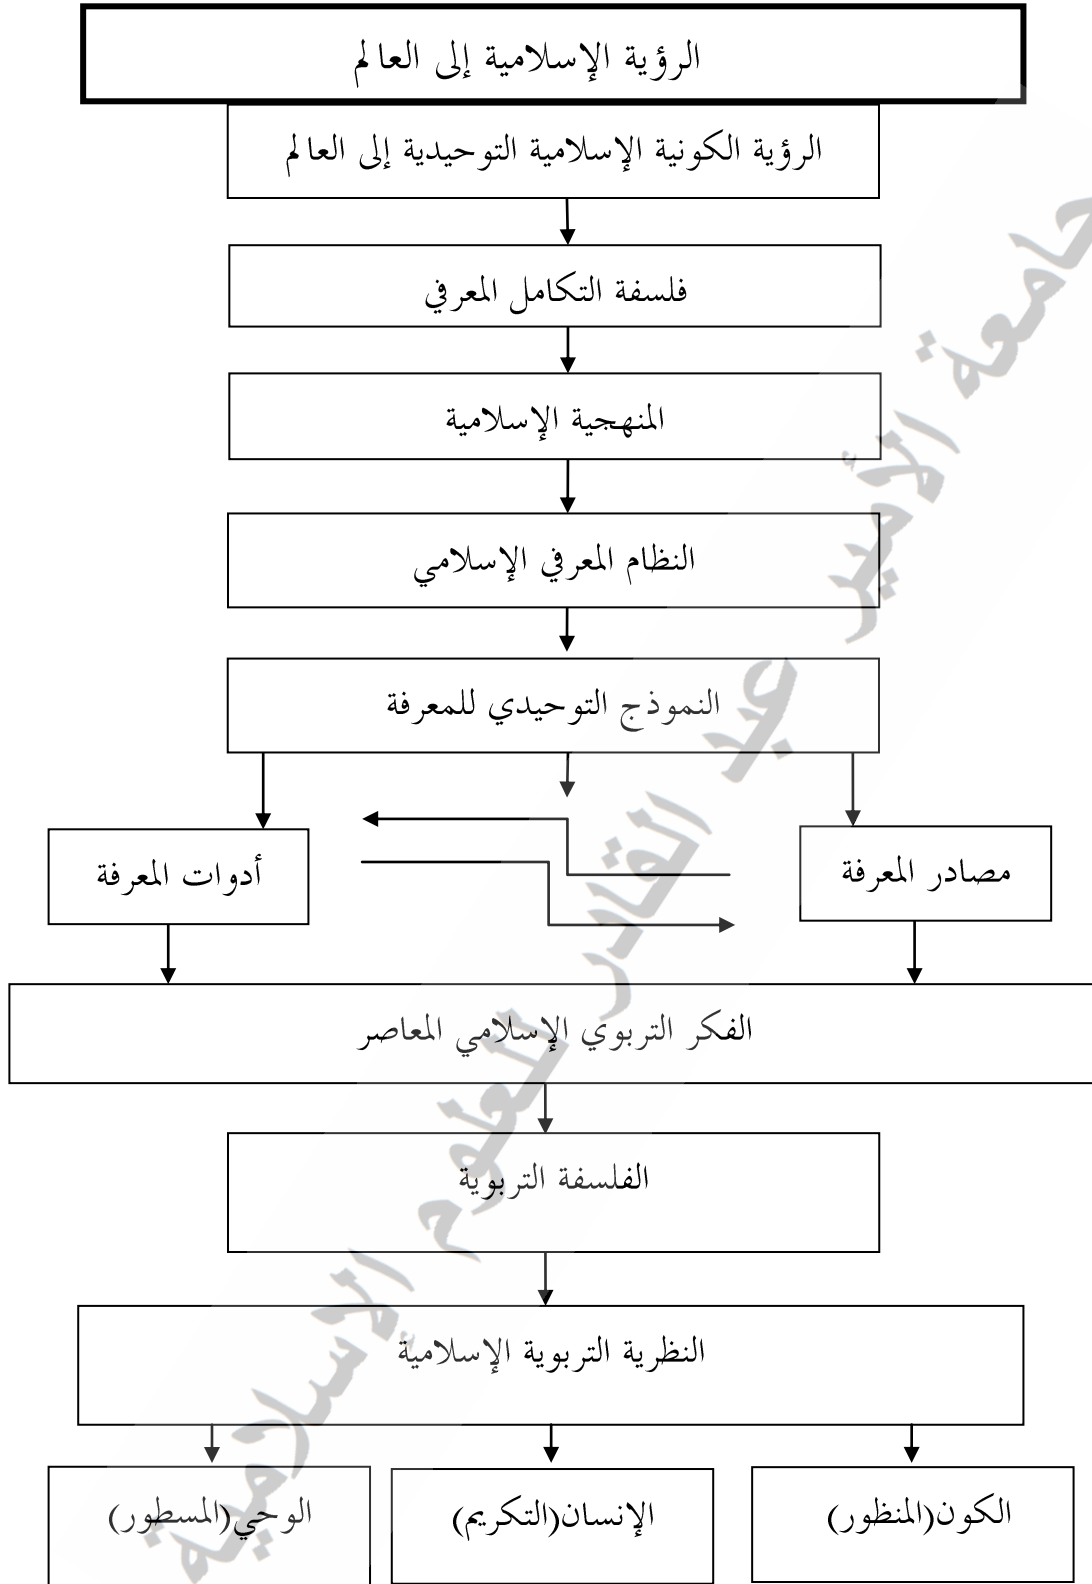 الرؤية الإسلامية إلى العالم
الرؤية الكونية الإسلامية التوحيدية إلى العالم
فلسفة التكامل المعرفي
المنهجية الإسلامية
النظام المعرفي الإسلامي
النموذج التوحيدي للمعرفة
مصادر المعرفة
أدوات المعرفة
الفكر التربوي الإسلامي المعاصر
الفلسفة التربوية
النظرية التربوية الإسلامية
الكون(المنظور)
الإنسان(التكريم)
الوحي(المسطور)
جامعة الأمير عبد القادر للعلوم الإسلامية